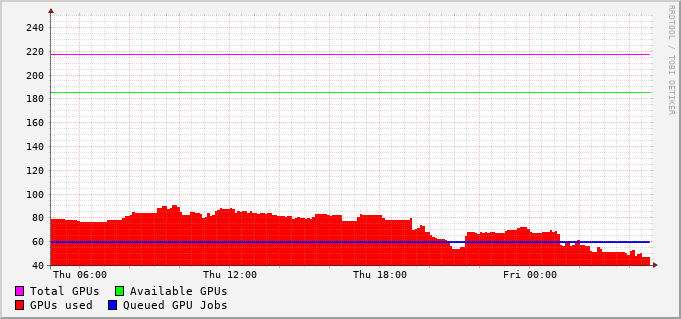 RRDTOOL / TOBI OETIKER
240
220
200
180
160
140
120
100
80
60
40
Thu 06:00 Thu 12:00 Thu 18:00 Fri 00:00
Total GPUs Available GPUs
GPUs used Queued GPU Jobs